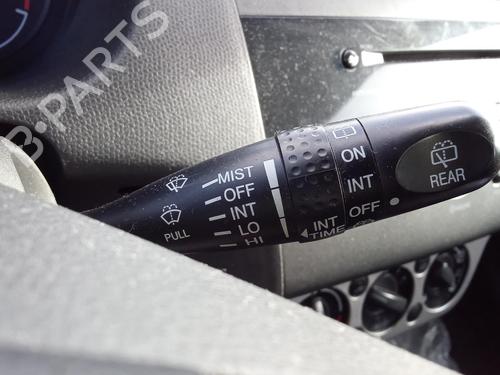 B-PARTS
MIST
OFF
INT
LO
HI
PULL
INT
TIME
ON
INT
OFF
REAR